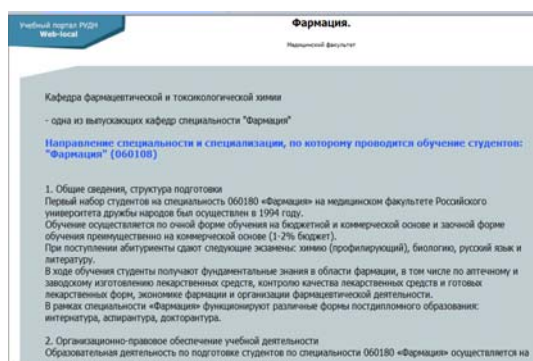 Учебный портал РУДН
Web-local
Фармация.
Медицинский факультет
Кафедра фармацевтической и токсикологической химии
- одна из выпускающих кафедр специальности "Фармация"
Направление специальности и специализации, по которому проводится обучение студентов:
"Фармация" (060108)
1. Общие сведения, структура подготовки
Первый набор студентов на специальность 060180 «Фармация» на медицинском факультете Российского
университета дружбы народов был осуществлен в 1994 году.
Обучение осуществляется по очной форме обучения на бюджетной и коммерческой основе и заочной форме
обучения преимущественно на коммерческой основе (1-2% бюджет).
При поступлении абитуриенты сдают следующие экзамены: химию (профилирующий), биологию, русский язык и
литературу.
В ходе обучения студенты получают фундаментальные знания в области фармации, в том числе по аптечному и
заводскому изготовлению лекарственных средств, контролю качества лекарственных средств и готовых
лекарственных форм, экономике фармации и организации фармацевтической деятельности.
В рамках специальности «Фармация» функционируют различные формы постдипломного образования:
интернатура, аспирантура, докторантура.
2. Организационно-правовое обеспечение учебной деятельности
Образовательная деятельность по подготовке студентов по специальности 060180 «Фармация» осуществляется на